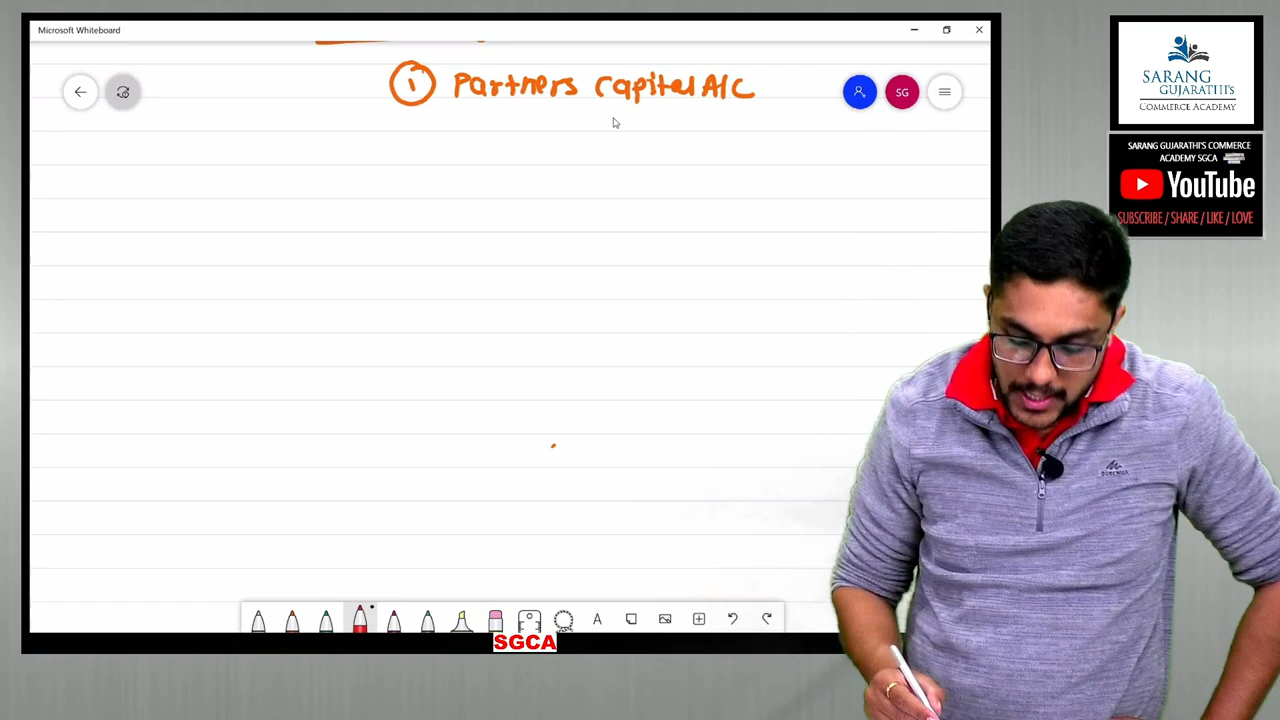 Microsoft Whiteboard
① Partners Capital A/C
SG
SARANG
GUJARATHI'S
COMMERCE ACADEMY
SARANG GUJARATHI'S COMMERCE
ACADEMY SGCA
YouTube
SUBSCRIBE / SHARE / LIKE / LOVE
A
SGCA